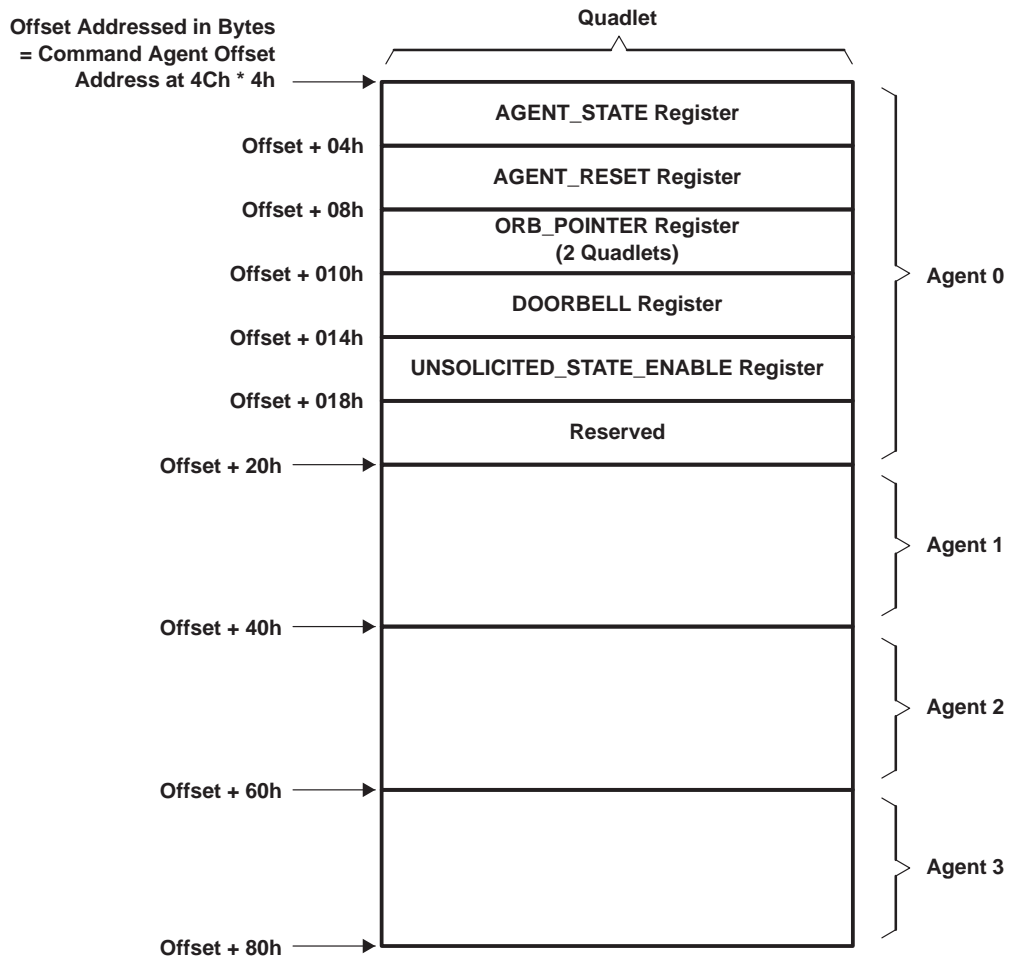 Quadlet
Offset Addressed in Bytes
= Command Agent Offset
Address at 4Ch * 4h
AGENT_STATE Register
Offset + 04h
AGENT_RESET Register
Offset + 08h
ORB_POINTER Register
(2 Quadlets)
Offset + 010h
Agent 0
DOORBELL Register
Offset + 014h
UNSOLICITED_STATE_ENABLE Register
Offset + 018h
Reserved
Offset + 20h
Agent 1
Offset + 40h
Agent 2
Offset + 60h
Agent 3
Offset + 80h